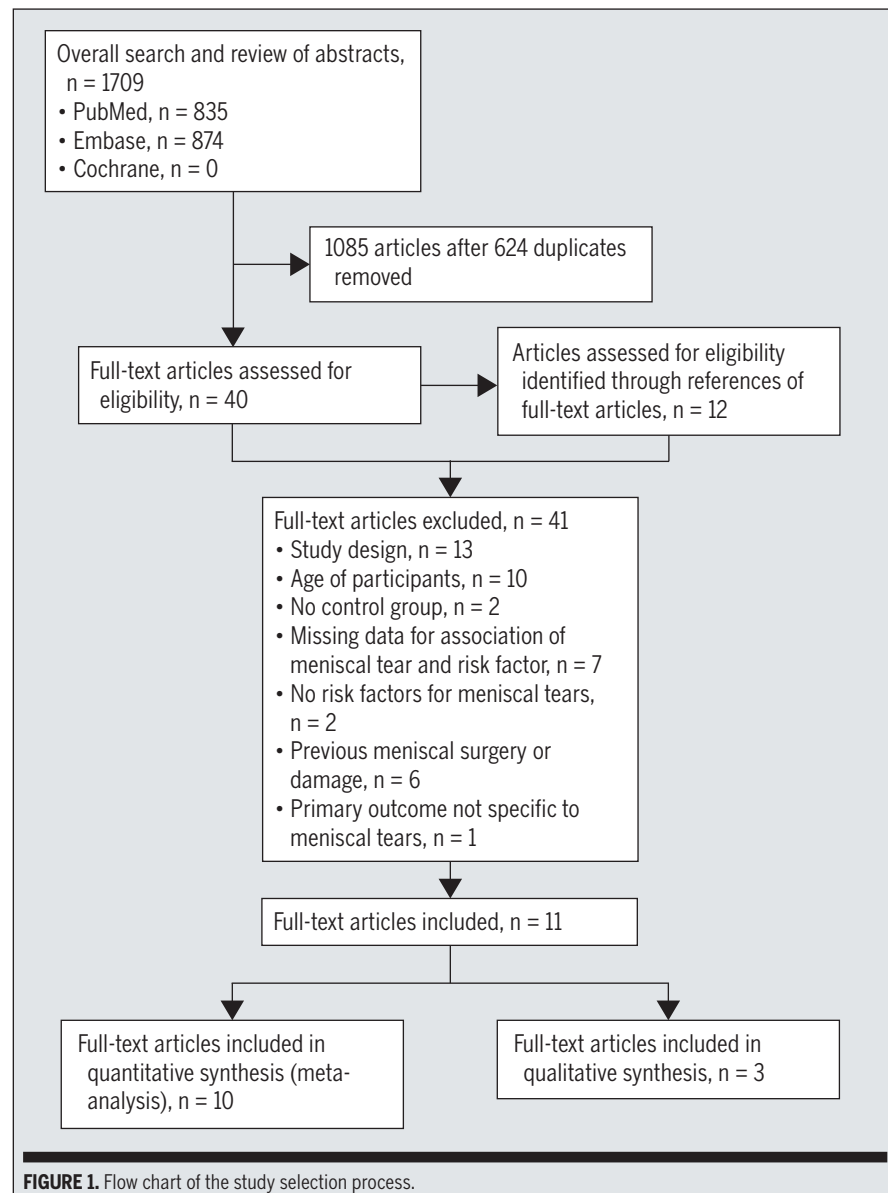 Overall search and review of abstracts,
n = 1709
• PubMed, n = 835
• Embase, n = 874
• Cochrane, n = 0
1085 articles after 624 duplicates
removed
Full-text articles assessed for
eligibility, n = 40
Articles assessed for eligibility
identified through references of
full-text articles, n = 12
Full-text articles excluded, n = 41
• Study design, n = 13
• Age of participants, n = 10
• No control group, n = 2
• Missing data for association of
meniscal tear and risk factor, n = 7
• No risk factors for meniscal tears,
n = 2
• Previous meniscal surgery or
damage, n = 6
• Primary outcome not specific to
meniscal tears, n = 1
Full-text articles included, n = 11
Full-text articles included in
quantitative synthesis (meta-
analysis), n = 10
Full-text articles included in
qualitative synthesis, n = 3
FIGURE 1. Flow chart of the study selection process.